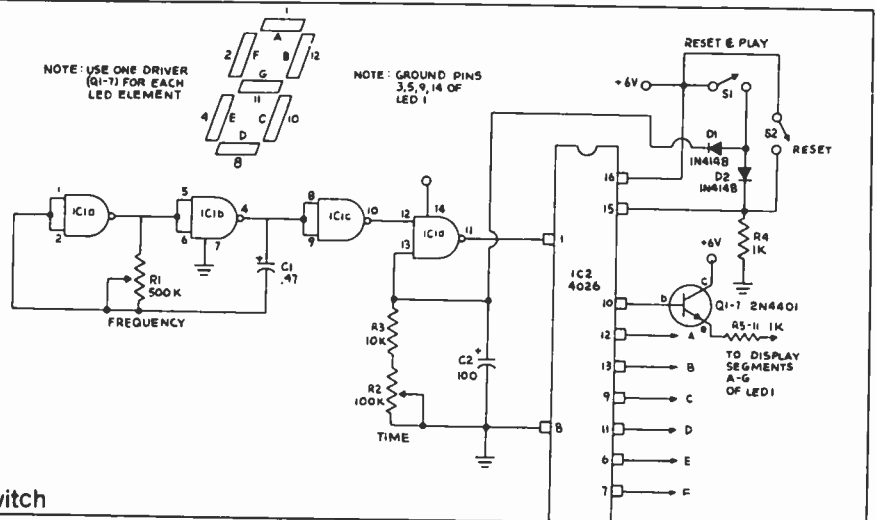 1
A
2
F
B
12
G
11
4
E
C
10
D
8
NOTE: USE ONE DRIVER
(Q1-7) FOR EACH
LED ELEMENT
NOTE: GROUND PINS
3,5,9,14 OF
LED 1
RESET & PLAY
+6V
S1
S2
RESET
D1
1N4148
D2
1N4148
16
15
R4
1K
1
2
IC1a
3
R1
500K
FREQUENCY
5
6
IC1b
4
7
C1
.47
+
8
9
IC1c
10
12
13
IC1d
14
11
R3
10K
R2
100K
TIME
C2
100
+
1
8
IC2
4026
+6V
10
b
c
e
Q1-7 2N4401
R5-11 1K
TO DISPLAY
SEGMENTS
A-G
OF LED1
12 A
13 B
9 C
11 D
6 E
7 F
vitch